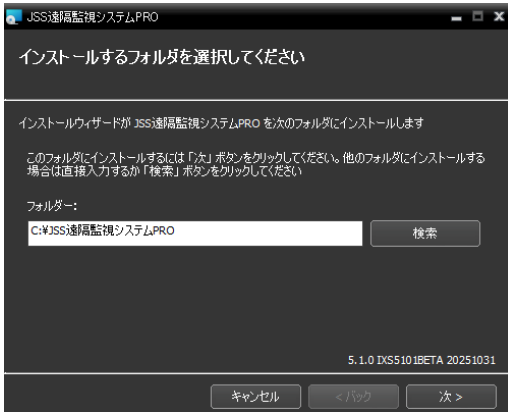 JSS遠隔監視システムPRO
インストールするフォルダを選択してください
インストールウィザードが JSS遠隔監視システムPRO を次のフォルダにインストールします
このフォルダにインストールするには「次」ボタンをクリックしてください。他のフォルダにインストールする
場合は直接入力するか「検索」ボタンをクリックしてください
フォルダー:
C:¥JSS遠隔監視システムPRO
検索
5.1.0 IXS5101BETA 20251031
キャンセル
<バック
次 >